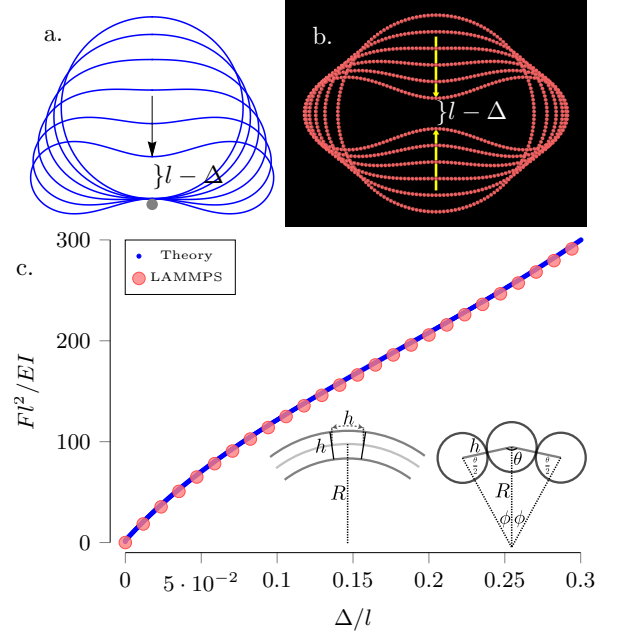 a.
}l − Δ
b.
}l − Δ
c.
Theory
LAMMPS
Fl²/EI
300
200
100
0
h
h
R
h
θ/2
θ
θ/2
R
ϕ ϕ
0
5 · 10⁻²
0.1
0.15
0.2
0.25
0.3
Δ/l